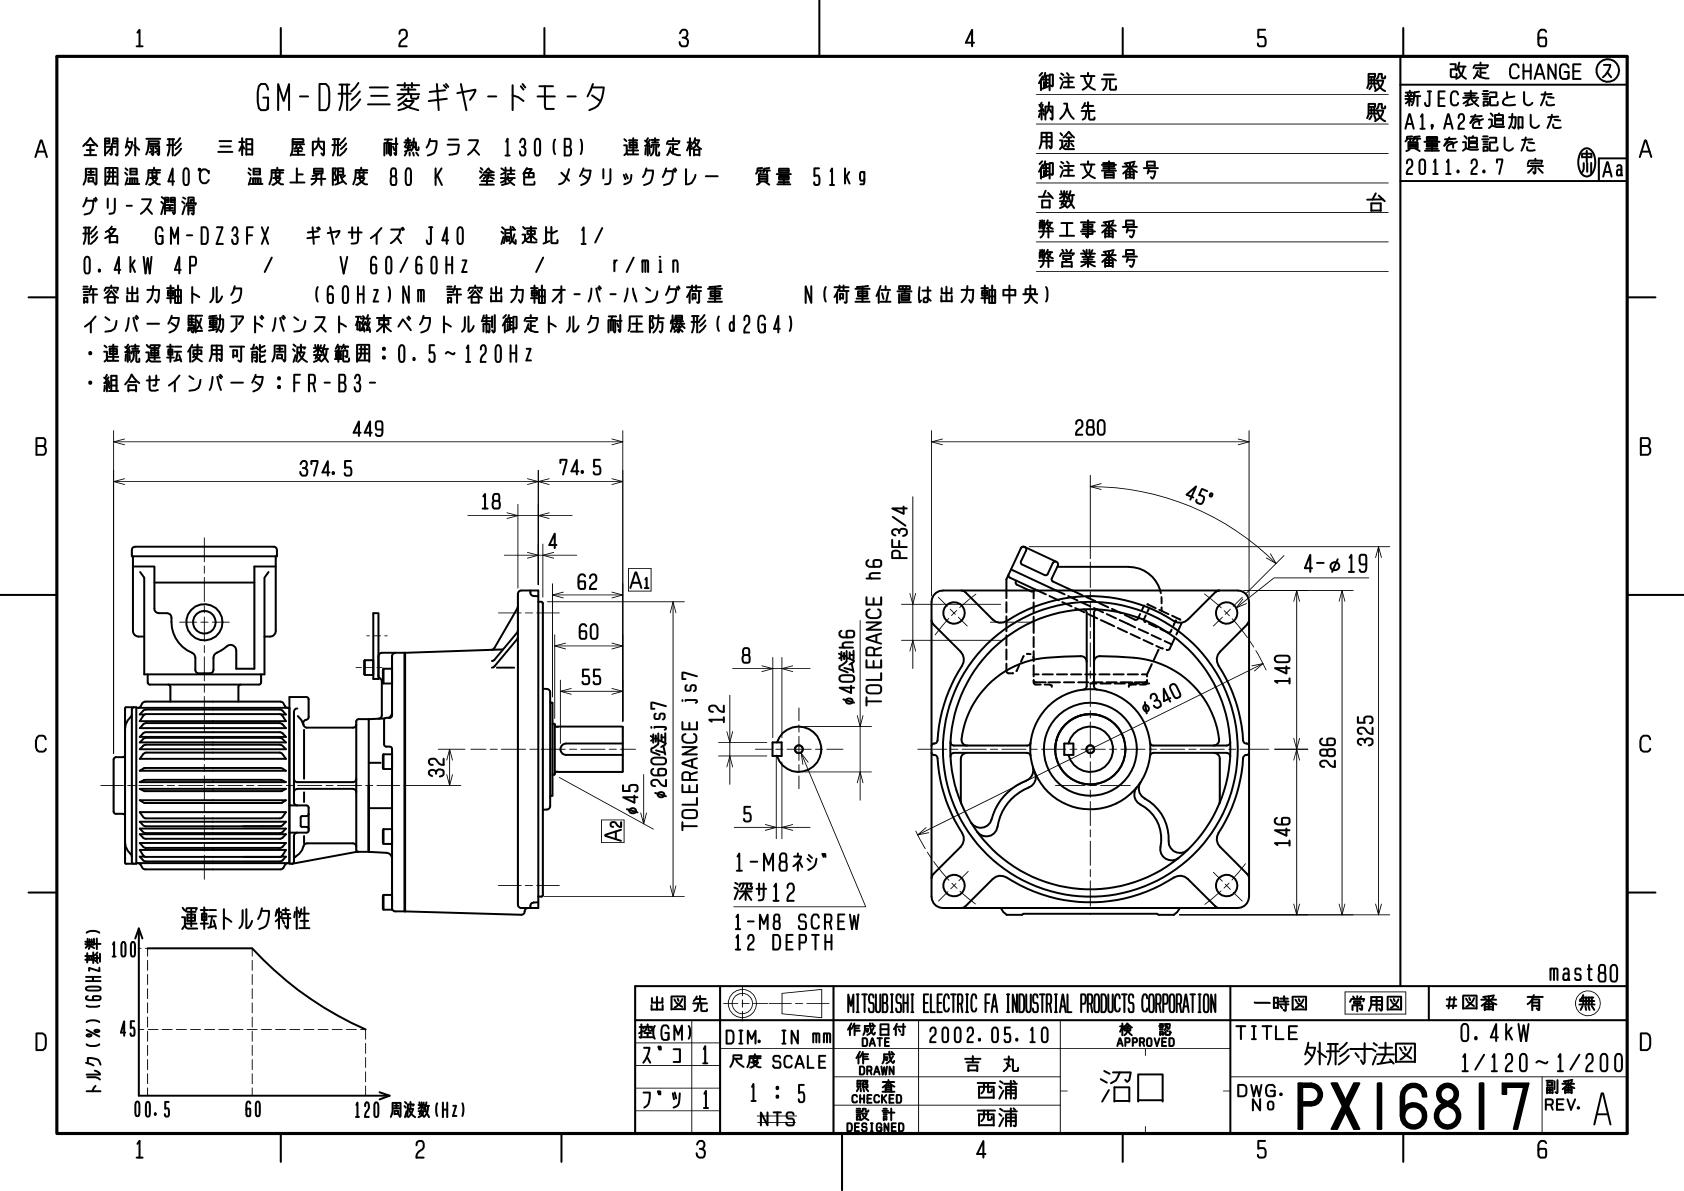 1 2 3 4 5 6
A
B
C
D
GM-D形三菱ギヤードモータ
全閉外扇形 三相 屋内形 耐熱クラス 130(B) 連続定格
周囲温度40℃ 温度上昇限度 80 K 塗装色 メタリックグレー 質量 51kg
グリース潤滑
形名 GM-DZ3FX ギヤサイズ J40 減速比 1/
0.4kW 4P / V 60/60Hz / r/min
許容出力軸トルク (60Hz)Nm 許容出力軸オーバーハング荷重 N(荷重位置は出力軸中央)
インバータ駆動アドバンスト磁束ベクトル制御定トルク耐圧防爆形(d2G4)
・連続運転使用可能周波数範囲：0.5~120Hz
・組合せインバータ：FR-B3-
御注文元 殿
納入先 殿
用途
御注文書番号
台数 台
弊工事番号
弊営業番号
改定 CHANGE ス
新JEC表記とした
A1,A2を追加した
質量を追記した
2011.2.7 宗
Aa
A
B
C
D
449
374.5
74.5
18
4
62
A1
60
55
32
φ45
A2
φ260公差js7
TOLERANCE js7
8
12
5
φ40公差h6
TOLERANCE h6
1-M8ネジ
深サ12
1-M8 SCREW
12 DEPTH
280
45°
PF3/4
4-φ19
φ340
140
146
286
325
運転トルク特性
トルク(%)(60Hz基準)
100
45
0 0.5 60 120 周波数(Hz)
mast80
出図先
控(GM)
ズコ 1
ブツ 1
DIM. IN mm
尺度 SCALE
1 : 5
NTS
MITSUBISHI ELECTRIC FA INDUSTRIAL PRODUCTS CORPORATION
作成日付
DATE
2002.05.10
作成
DRAWN
吉丸
照査
CHECKED
西浦
設計
DESIGNED
西浦
検認
APPROVED
沼口
一時図 常用図
#図番 有 無
TITLE
外形寸法図
0.4kW
1/120~1/200
DWG.
No
PX16817
副番
REV.
A
1 2 3 4 5 6